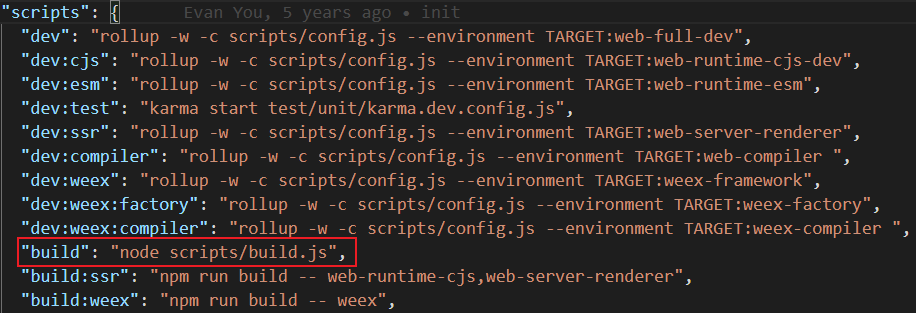 "scripts": { Evan You, 5 years ago • init
"dev": "rollup -w -c scripts/config.js --environment TARGET:web-full-dev",
"dev:cjs": "rollup -w -c scripts/config.js --environment TARGET:web-runtime-cjs-dev",
"dev:esm": "rollup -w -c scripts/config.js --environment TARGET:web-runtime-esm",
"dev:test": "karma start test/unit/karma.dev.config.js",
"dev:ssr": "rollup -w -c scripts/config.js --environment TARGET:web-server-renderer",
"dev:compiler": "rollup -w -c scripts/config.js --environment TARGET:web-compiler ",
"dev:weex": "rollup -w -c scripts/config.js --environment TARGET:weex-framework",
"dev:weex:factory": "rollup -w -c scripts/config.js --environment TARGET:weex-factory",
"dev:weex:compiler": "rollup -w -c scripts/config.js --environment TARGET:weex-compiler ",
"build": "node scripts/build.js",
"build:ssr": "npm run build -- web-runtime-cjs,web-server-renderer",
"build:weex": "npm run build -- weex",